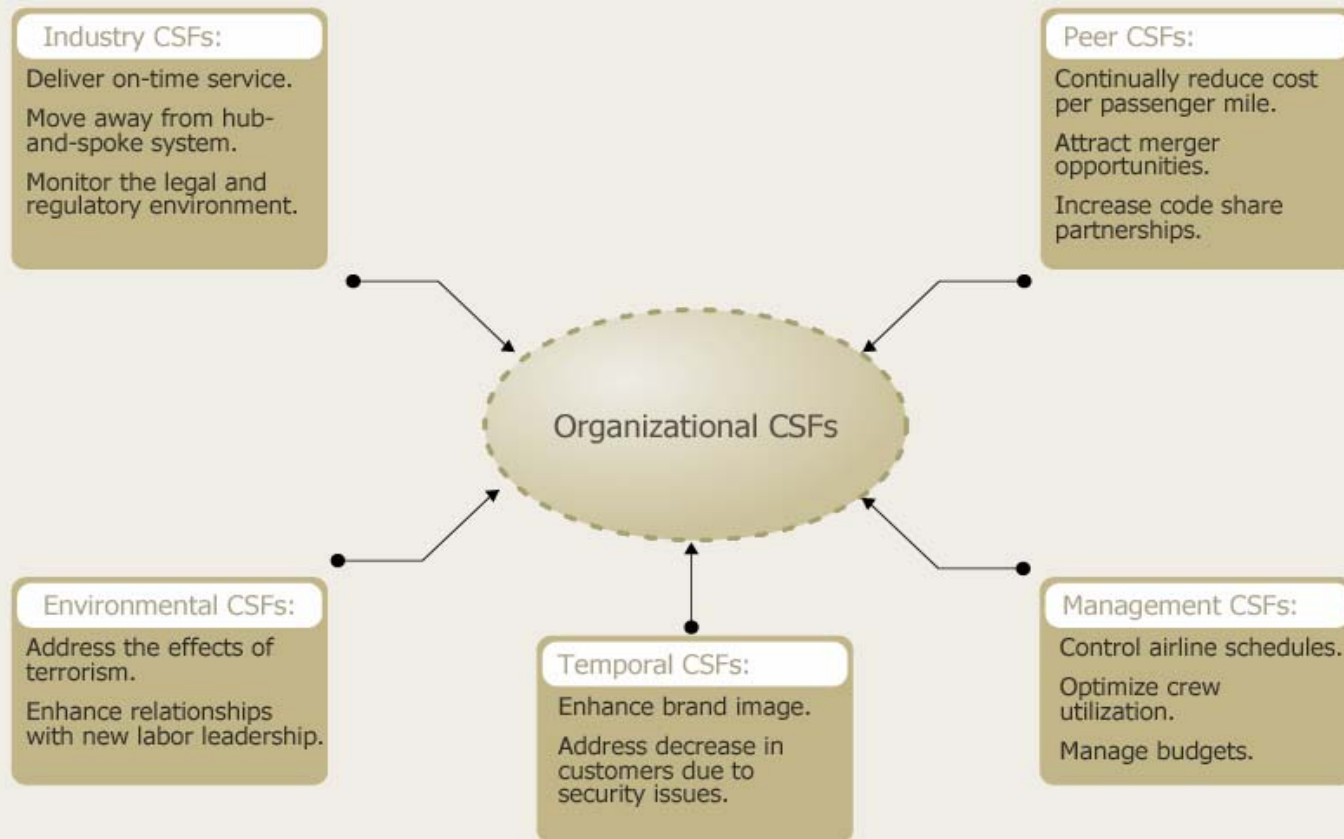 Industry CSFs:
Deliver on-time service.
Move away from hub-
and-spoke system.
Monitor the legal and
regulatory environment.
Peer CSFs:
Continually reduce cost
per passenger mile.
Attract merger
opportunities.
Increase code share
partnerships.
Organizational CSFs
Environmental CSFs:
Address the effects of
terrorism.
Enhance relationships
with new labor leadership.
Temporal CSFs:
Enhance brand image.
Address decrease in
customers due to
security issues.
Management CSFs:
Control airline schedules.
Optimize crew
utilization.
Manage budgets.